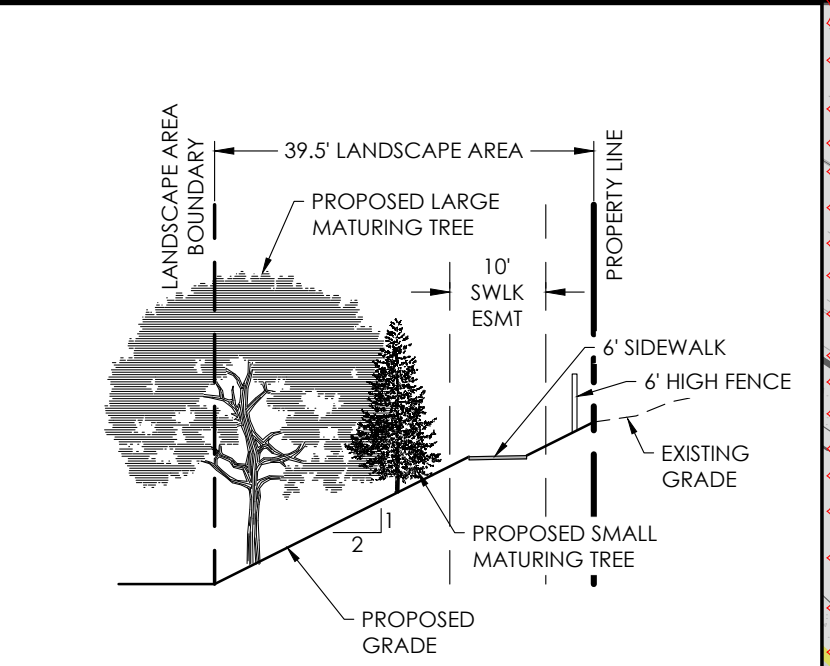 LANDSCAPE AREA
BOUNDARY
39.5' LANDSCAPE AREA
PROPERTY LINE
PROPOSED LARGE
MATURING TREE
10'
SWLK
ESMT
6' SIDEWALK
6' HIGH FENCE
EXISTING
GRADE
1
2
PROPOSED SMALL
MATURING TREE
PROPOSED
GRADE